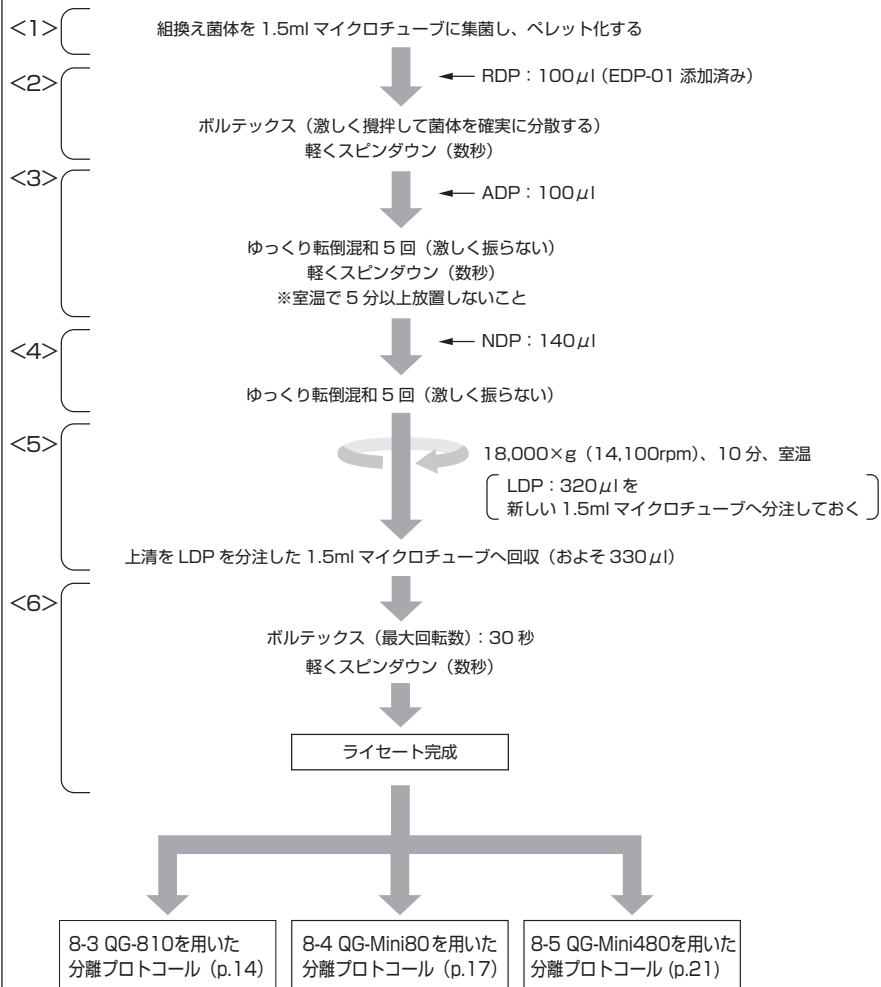 <1>
組換え菌体を 1.5ml マイクロチューブに集菌し、ペレット化する
<2>
RDP：100μl（EDP-01 添加済み）
ボルテックス（激しく攪拌して菌体を確実に分散する）
軽くスピンダウン（数秒）
<3>
ADP：100μl
ゆっくり転倒混和 5 回（激しく振らない）
軽くスピンダウン（数秒）
※室温で 5 分以上放置しないこと
<4>
NDP：140μl
ゆっくり転倒混和 5 回（激しく振らない）
<5>
18,000×g（14,100rpm）、10 分、室温
LDP：320μl を
新しい 1.5ml マイクロチューブへ分注しておく
上清を LDP を分注した 1.5ml マイクロチューブへ回収（およそ 330μl）
<6>
ボルテックス（最大回転数）：30 秒
軽くスピンダウン（数秒）
ライセート完成
8-3 QG-810を用いた
分離プロトコール（p.14）
8-4 QG-Mini80を用いた
分離プロトコール（p.17）
8-5 QG-Mini480を用いた
分離プロトコール (p.21)